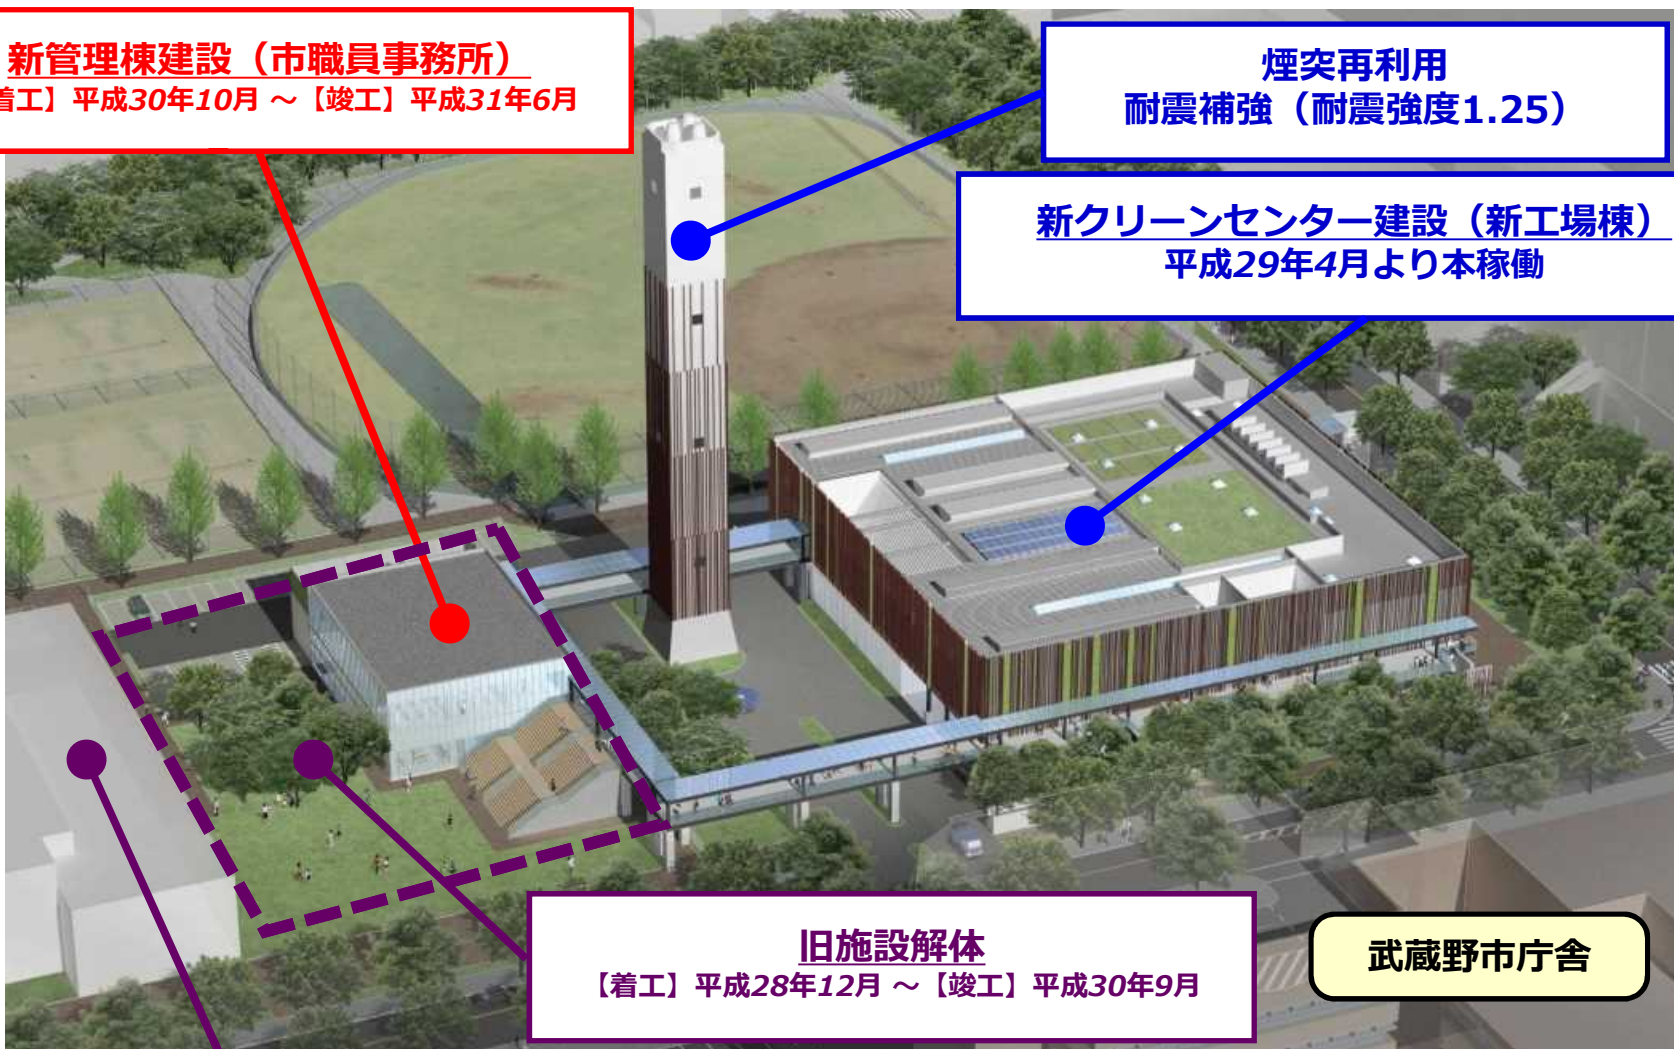 新管理棟建設（市職員事務所）
着工】平成30年10月 ～【竣工】平成31年6月
煙突再利用
耐震補強（耐震強度1.25）
新クリーンセンター建設（新工場棟）
平成29年4月より本稼働
旧施設解体
【着工】平成28年12月 ～【竣工】平成30年9月
武蔵野市庁舎